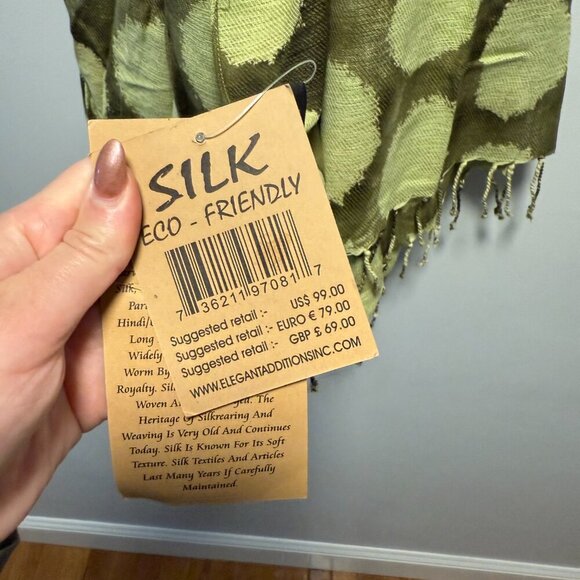 SILK
ECO - FRIENDLY
7 36211 97081 7
Suggested retail :- US$ 99.00
Suggested retail :- EURO € 79.00
Suggested retail :- GBP £ 69.00
WWW.ELEGANTADDITIONSINC.COM
Silk,
Hindi/
Long
Widely
Worm By
Royalty. Sil
Woven The
Heritage Of Silkrearing And
Weaving Is Very Old And Continues
Today. Silk Is Known For Its Soft
Texture. Silk Textiles And Articles
Last Many Years If Carefully
Maintained.